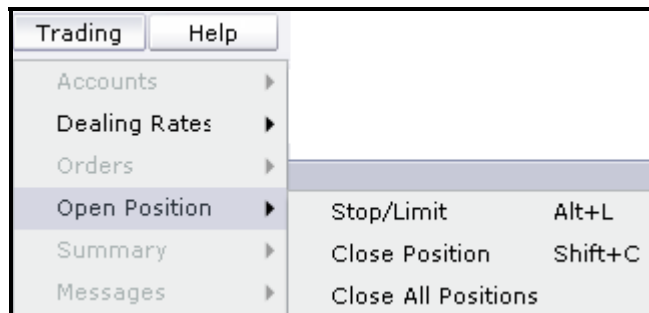 Trading Help
Accounts
Dealing Rates
Orders
Open Position
Stop/Limit Alt+L
Summary
Close Position Shift+C
Messages
Close All Positions